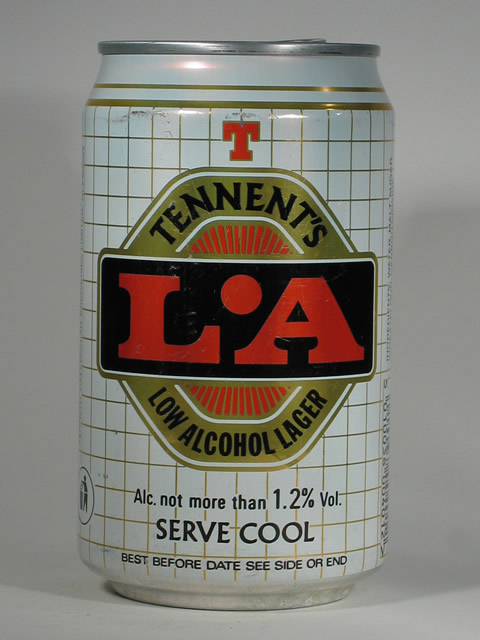 T
TENNENT'S
L•A
LOW ALCOHOL LAGER
Alc. not more than 1.2% Vol.
SERVE COOL
BEST BEFORE DATE SEE SIDE OR END